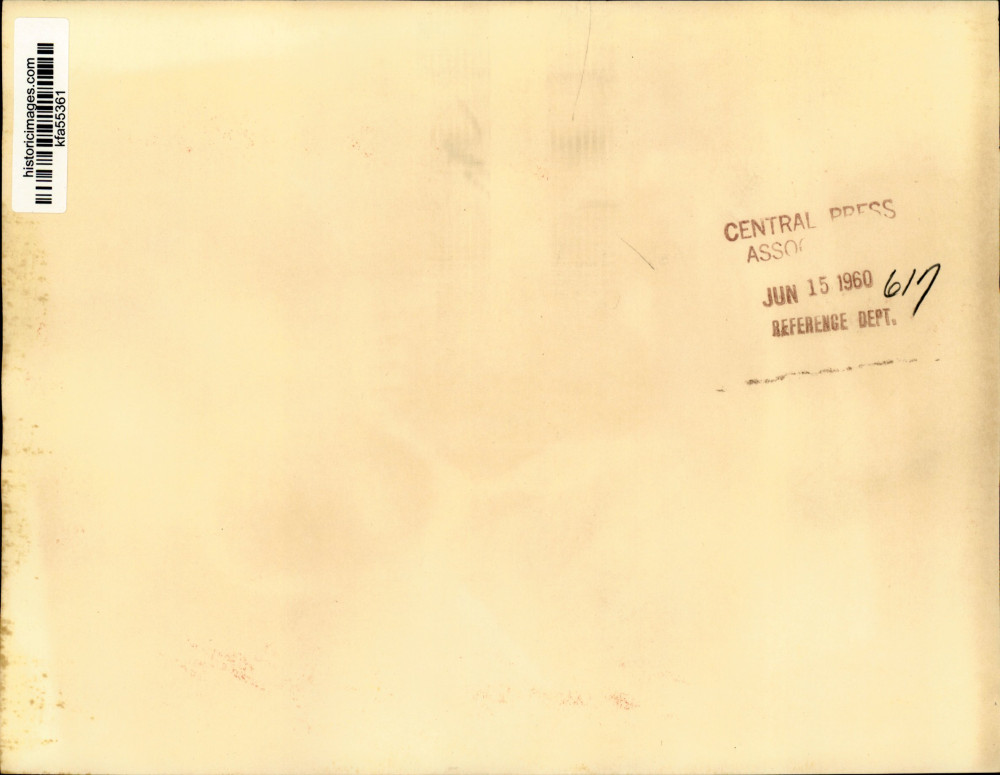 historicimages.com
kfa55361
CENTRAL PRESS
JUN 15 1960 617
REFERENCE DEPT.